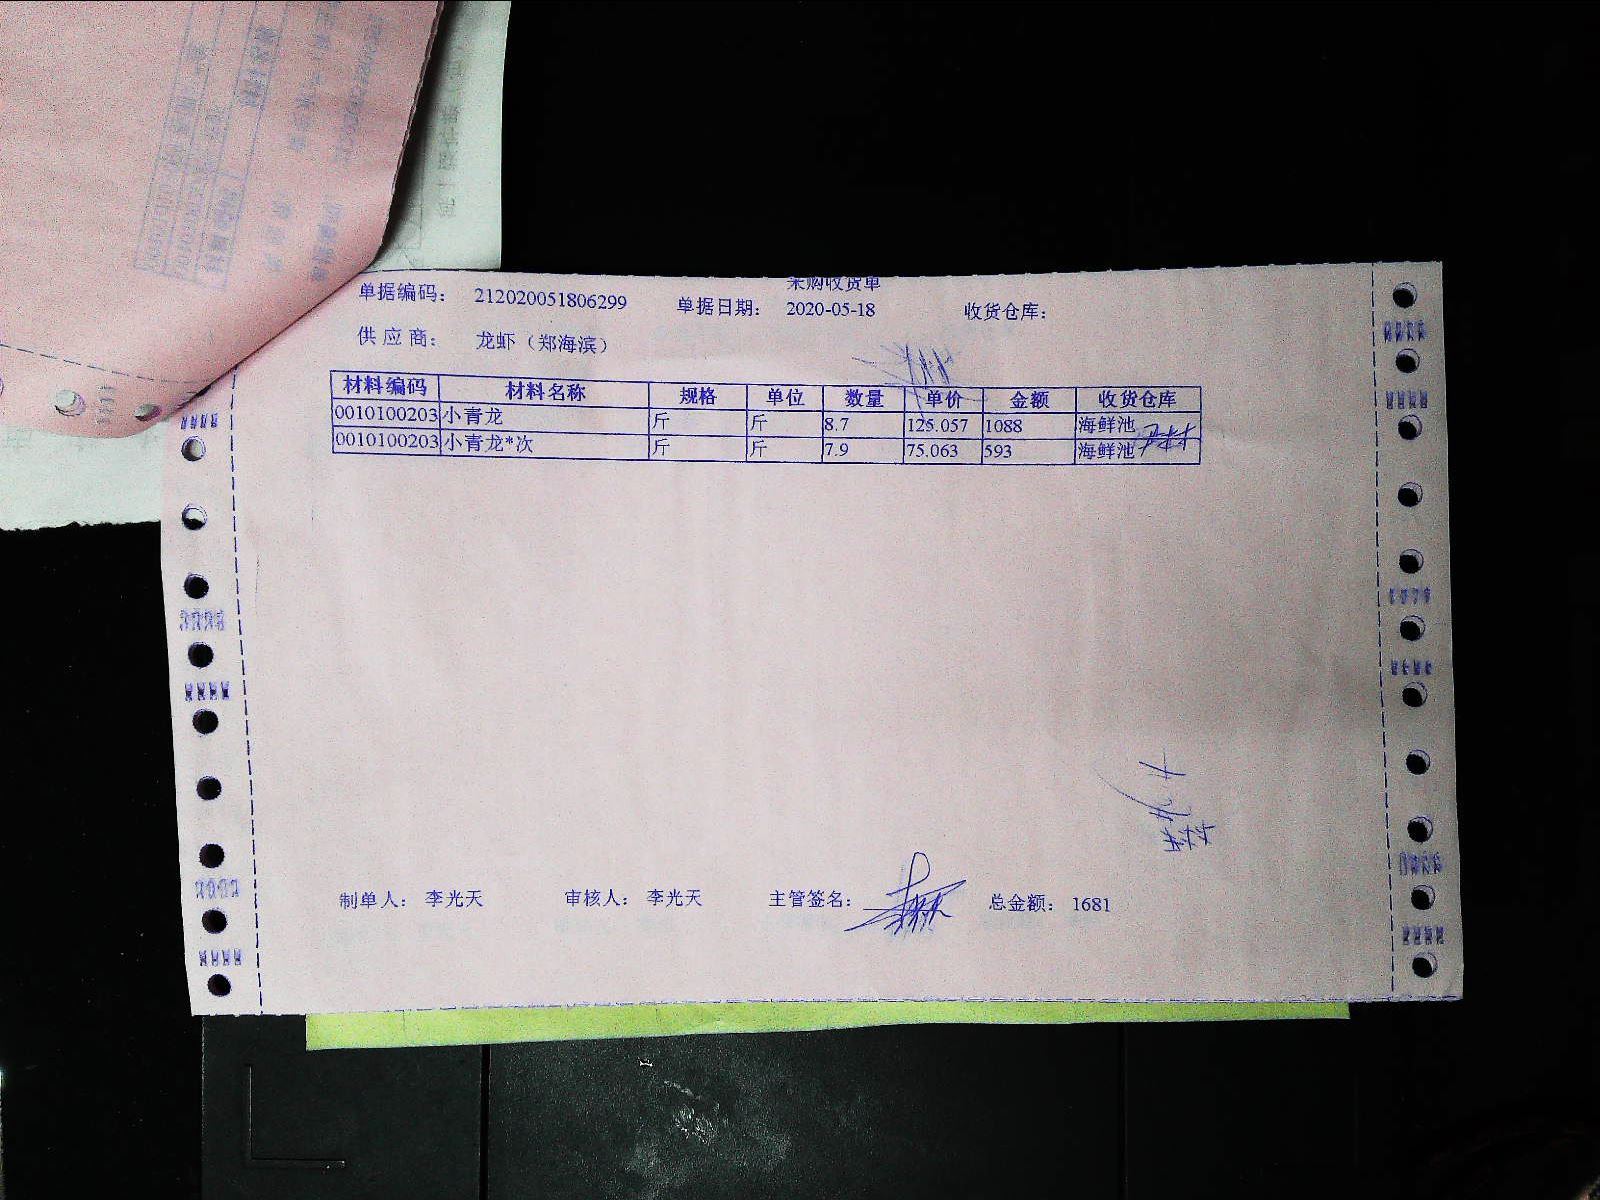 采购收货单
单据编码： 212020051806299 单据日期： 2020-05-18 收货仓库：
供应商： 龙虾（郑海滨）
材料编码 材料名称 规格 单位 数量 单价 金额 收货仓库
0010100203 小青龙 斤 斤 8.7 125.057 1088 海鲜池
0010100203 小青龙*次 斤 斤 7.9 75.063 593 海鲜池
制单人： 李光天 审核人： 李光天 主管签名： 总金额： 1681